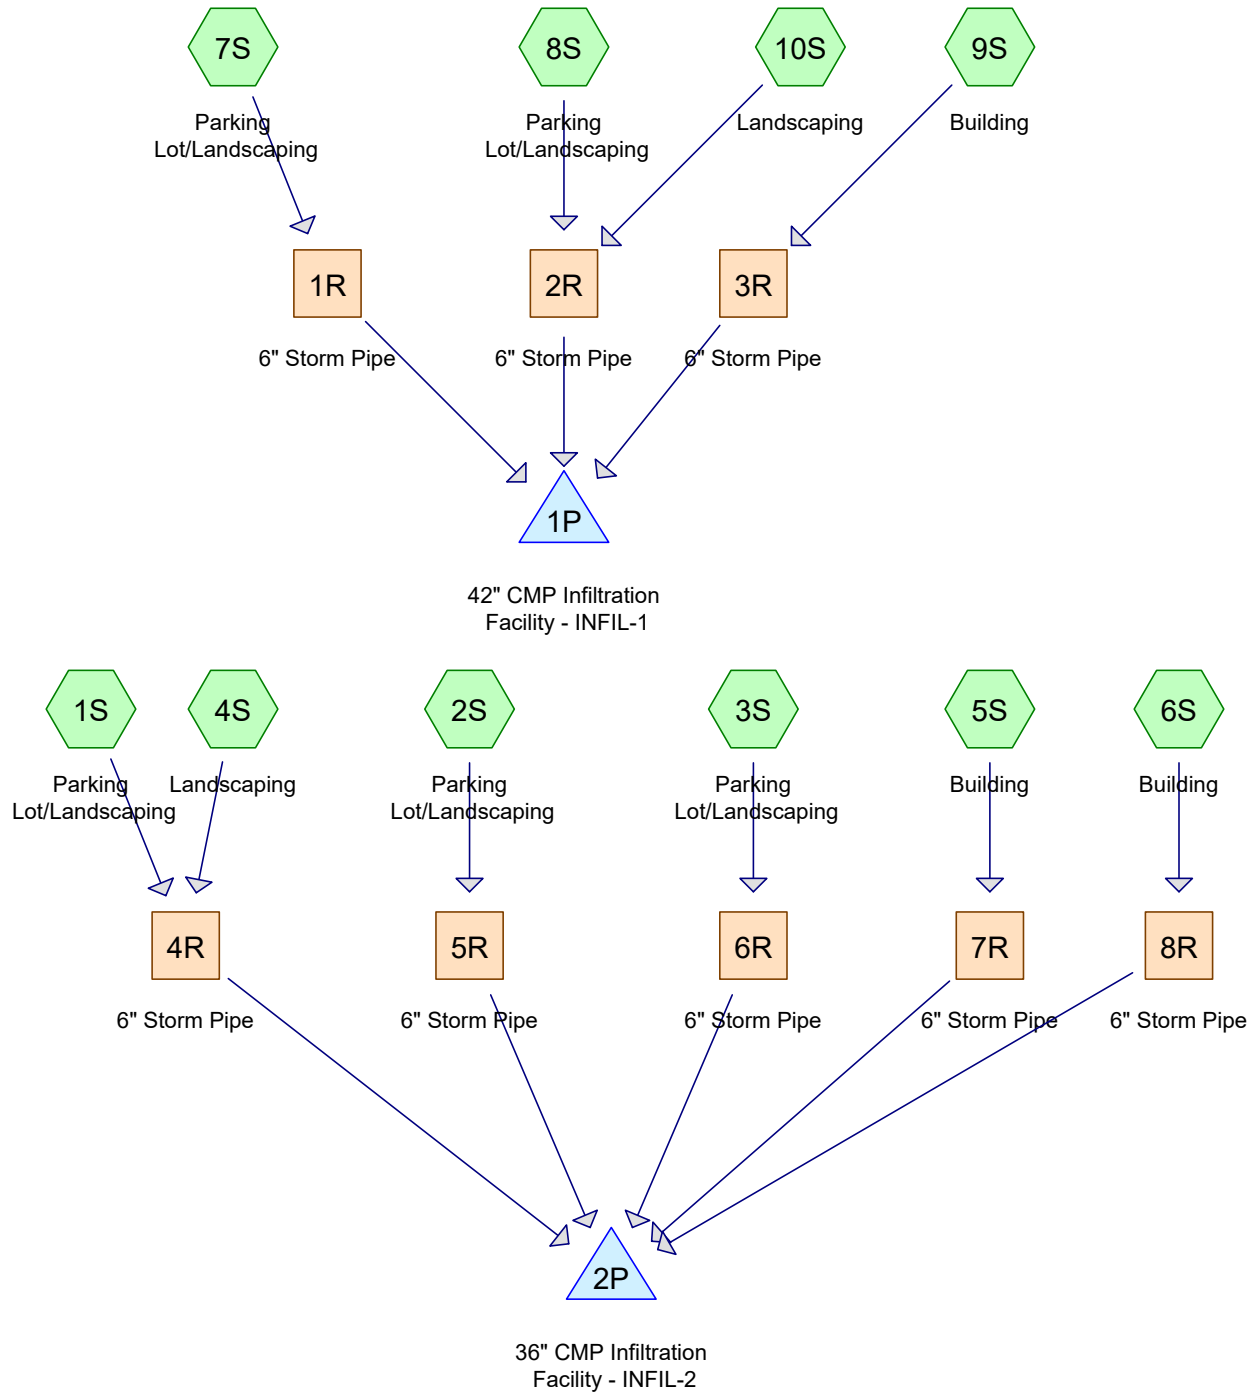 7S
8S
10S
9S
Parking
Lot/Landscaping
Parking
Lot/Landscaping
Landscaping
Building
1R
2R
3R
6" Storm Pipe
6" Storm Pipe
6" Storm Pipe
1P
42" CMP Infiltration
Facility - INFIL-1
1S
4S
2S
3S
5S
6S
Parking
Lot/Landscaping
Landscaping
Parking
Lot/Landscaping
Parking
Lot/Landscaping
Building
Building
4R
5R
6R
7R
8R
6" Storm Pipe
6" Storm Pipe
6" Storm Pipe
6" Storm Pipe
6" Storm Pipe
2P
36" CMP Infiltration
Facility - INFIL-2